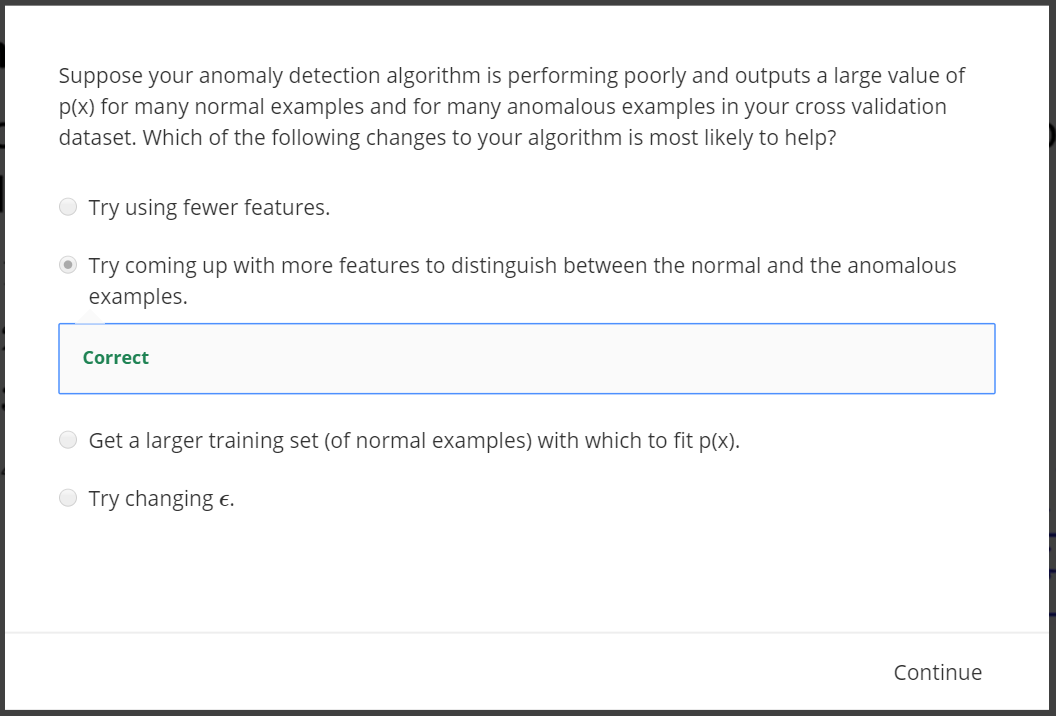 Suppose your anomaly detection algorithm is performing poorly and outputs a large value of
p(x) for many normal examples and for many anomalous examples in your cross validation
dataset. Which of the following changes to your algorithm is most likely to help?
Try using fewer features.
Try coming up with more features to distinguish between the normal and the anomalous
examples.
Correct
Get a larger training set (of normal examples) with which to fit p(x).
Try changing ϵ.
Continue